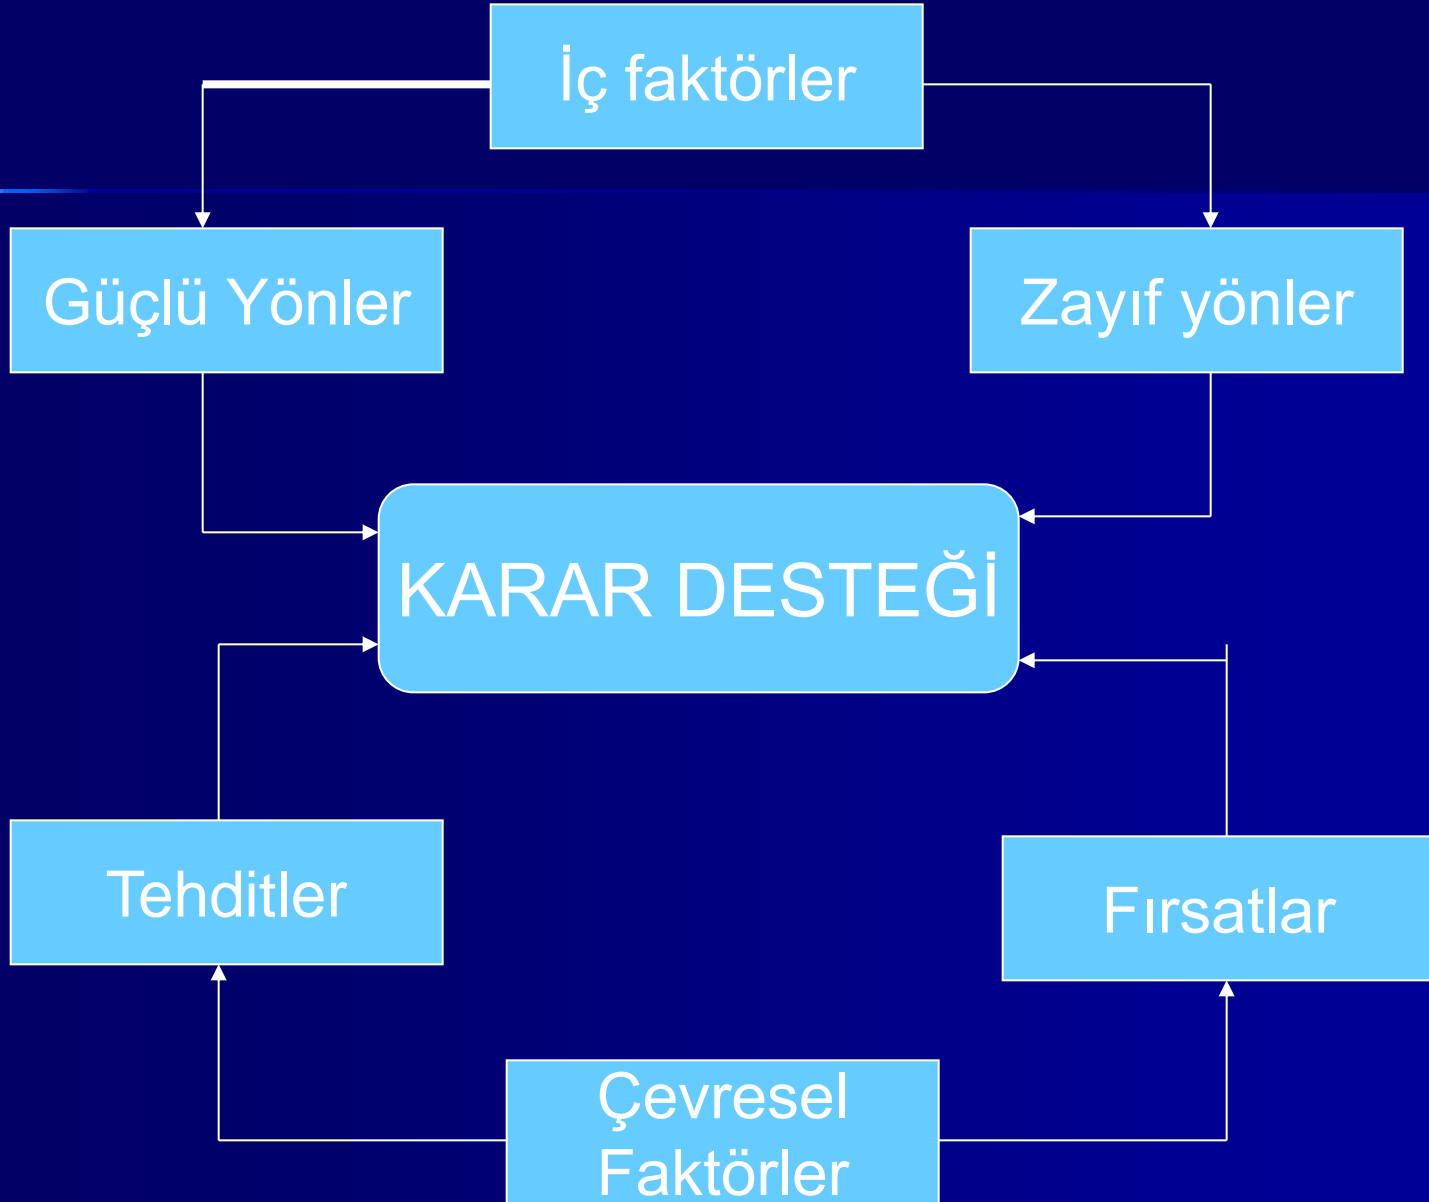 İç faktörler
Güçlü Yönler
Zayıf yönler
KARAR DESTEĞİ
Tehditler
Fırsatlar
Çevresel
Faktörler